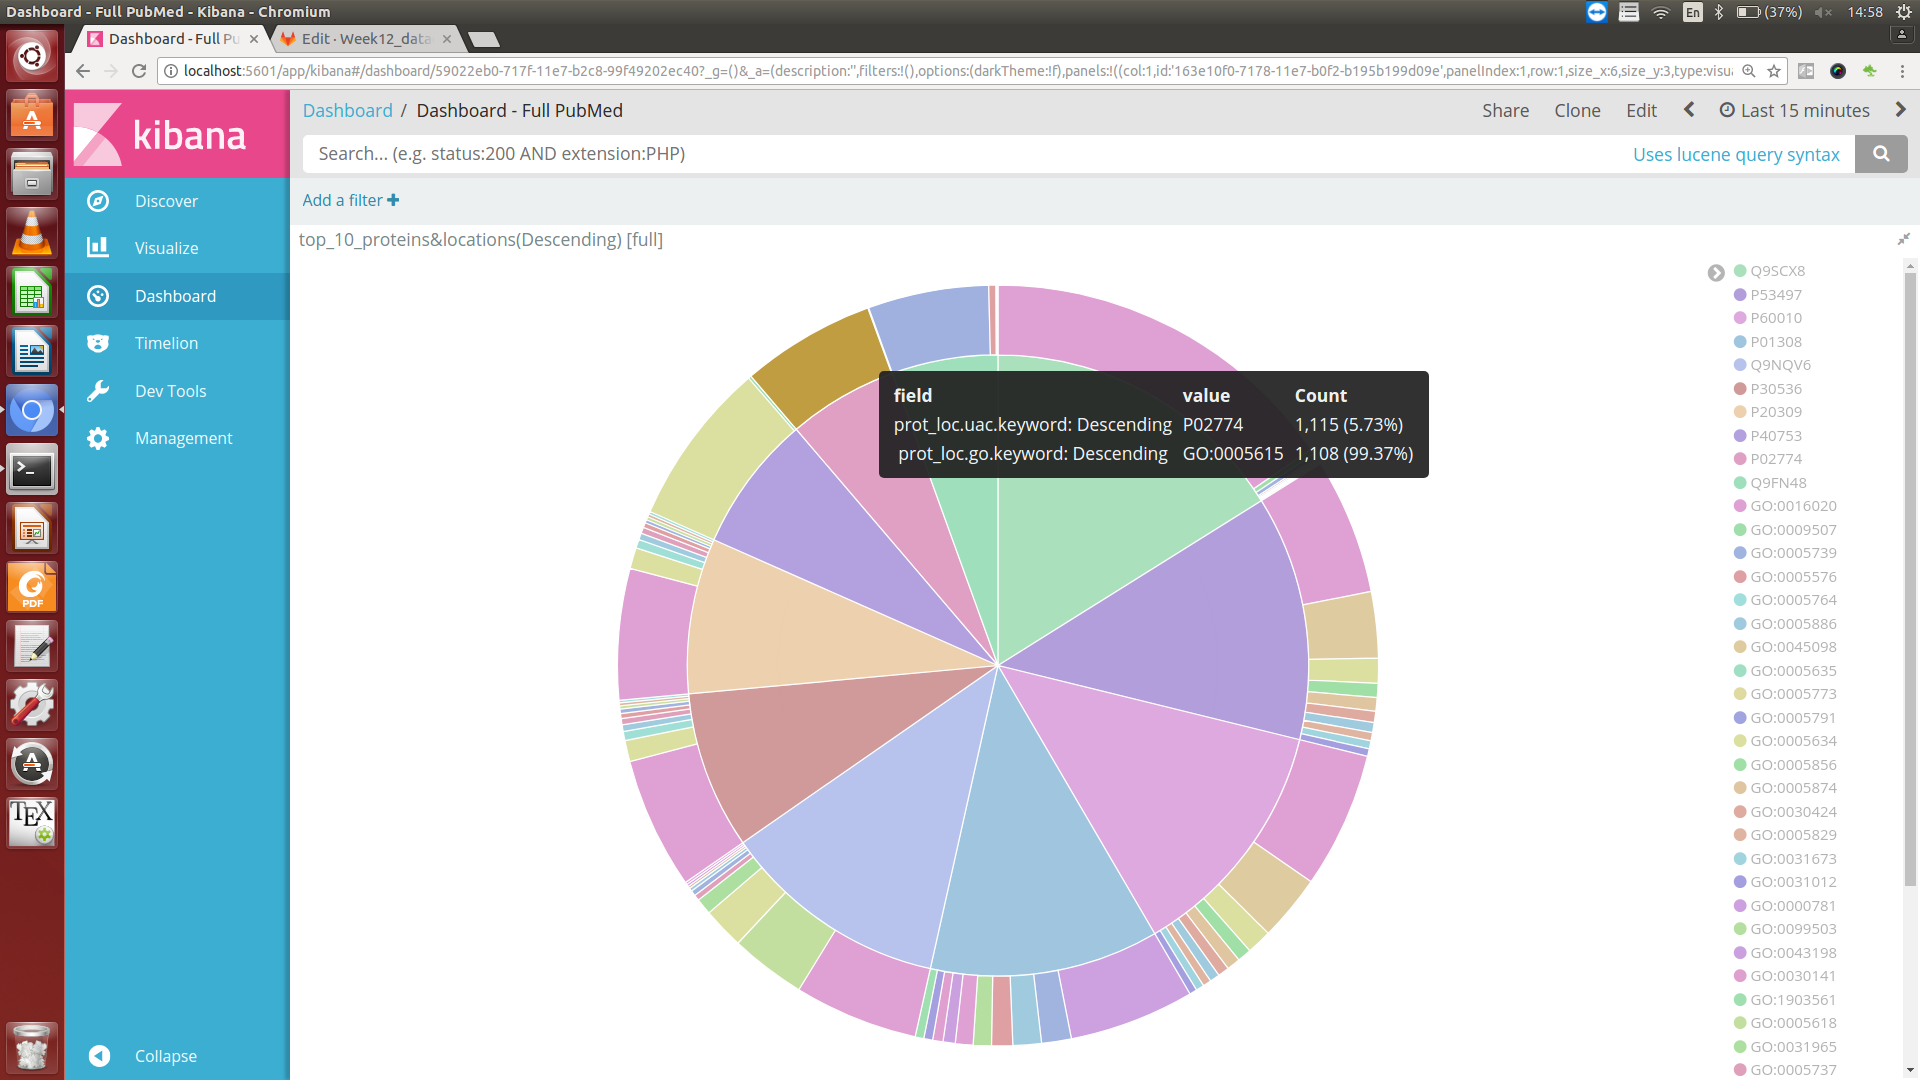 Dashboard - Full PubMed - Kibana - Chromium
En
(37%)
14:58
Dashboard - Full Pu
Edit · Week12_data
localhost:5601/app/kibana#/dashboard/59022eb0-717f-11e7-b2c8-99f49202ec40?_g=()&_a=(description:'',filters:!(),options:(darkTheme:!f),panels:!((col:1,id:'163e10f0-7178-11e7-b0f2-b195b199d09e',panelIndex:1,row:1,size_x:6,size_y:3,type:visu
kibana
Discover
Visualize
Dashboard
Timelion
Dev Tools
Management
Collapse
PDF
TEX
Dashboard / Dashboard - Full PubMed
Share
Clone
Edit
Last 15 minutes
Search... (e.g. status:200 AND extension:PHP)
Uses lucene query syntax
Add a filter +
top_10_proteins&locations(Descending) [full]
field value Count
prot_loc.uac.keyword: Descending P02774 1,115 (5.73%)
prot_loc.go.keyword: Descending GO:0005615 1,108 (99.37%)
Q9SCX8
P53497
P60010
P01308
Q9NQV6
P30536
P20309
P40753
P02774
Q9FN48
GO:0016020
GO:0009507
GO:0005739
GO:0005576
GO:0005764
GO:0005886
GO:0045098
GO:0005635
GO:0005773
GO:0005791
GO:0005634
GO:0005856
GO:0005874
GO:0030424
GO:0005829
GO:0031673
GO:0031012
GO:0000781
GO:0099503
GO:0043198
GO:0030141
GO:1903561
GO:0005618
GO:0031965
GO:0005737